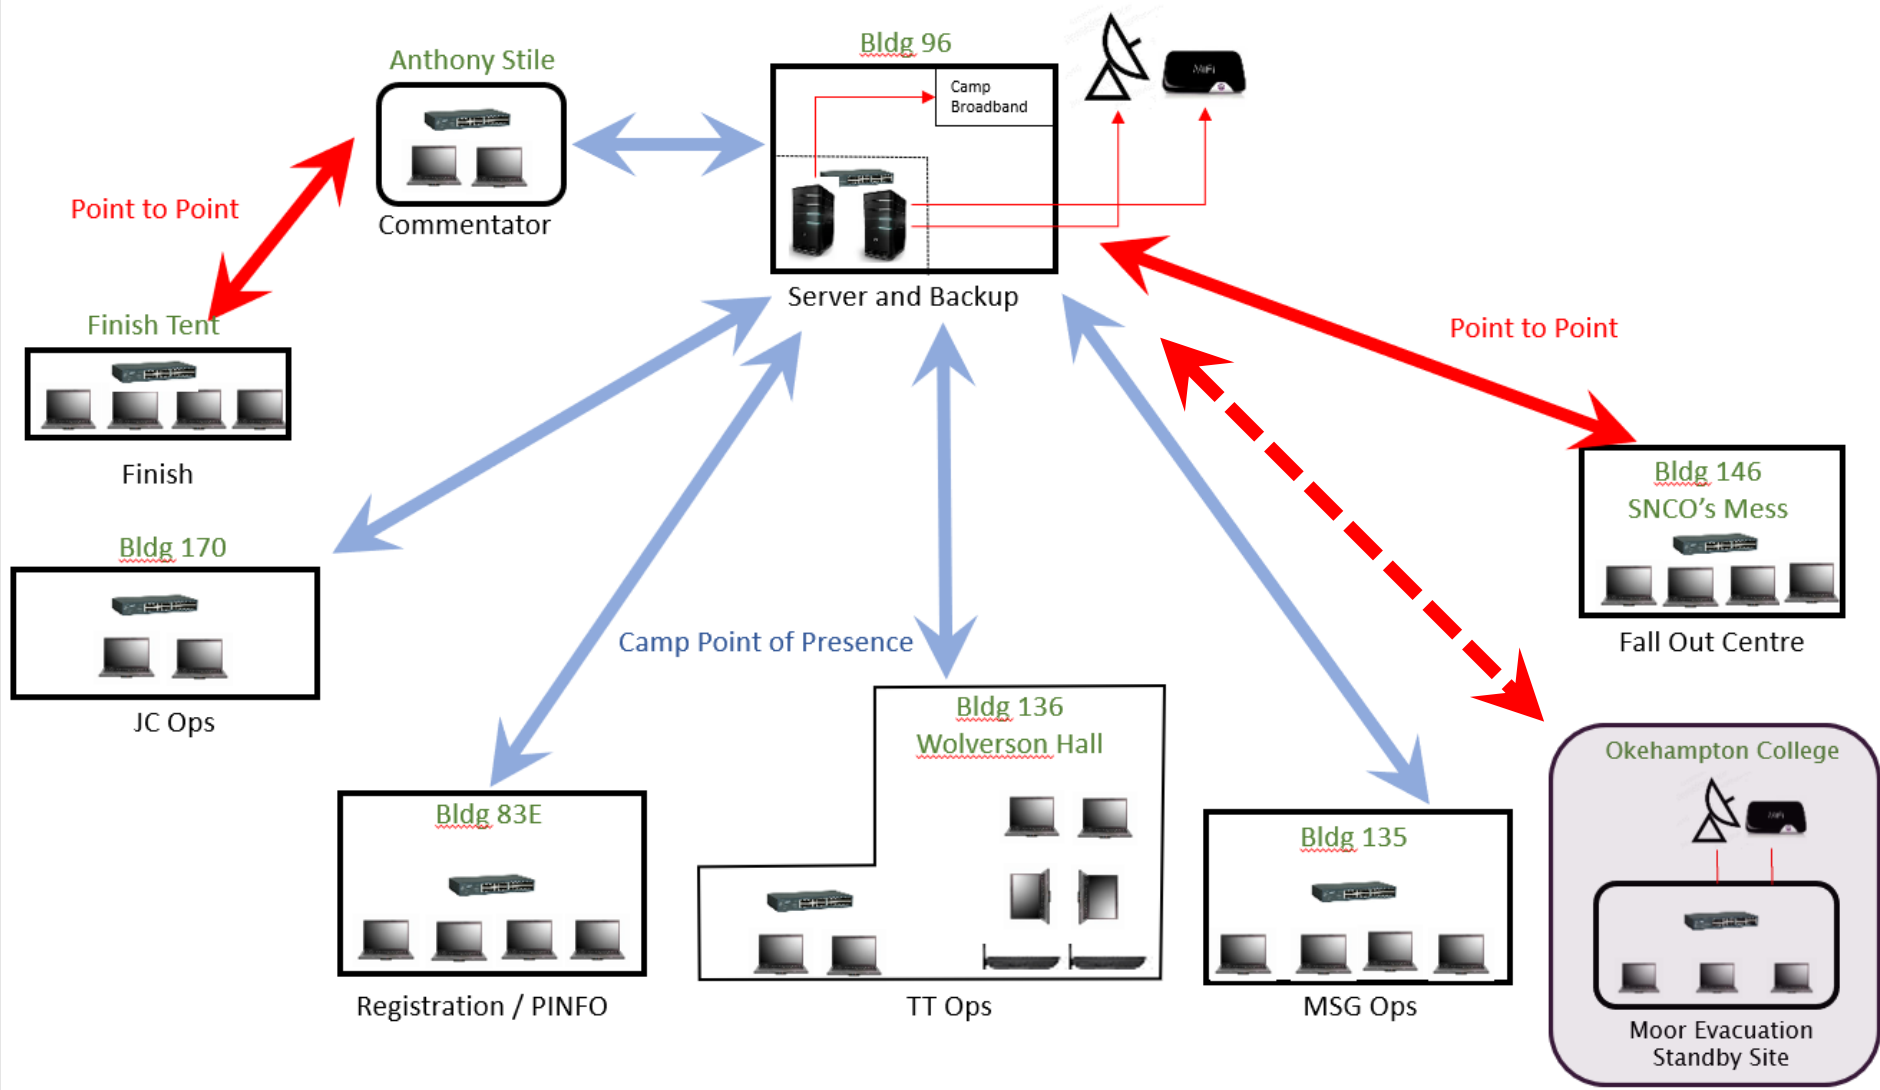 Bldg 96
Anthony Stile
MiFi
Camp
Broadband
Point to Point
Commentator
Server and Backup
Finish Tent
Point to Point
Finish
Bldg 146
SNCO's Mess
Bldg 170
Camp Point of Presence
Fall Out Centre
JC Ops
Bldg 136
Wolverson Hall
Okehampton College
Bldg 83E
MiFi
Bldg 135
Registration / PINFO
TT Ops
MSG Ops
Moor Evacuation
Standby Site